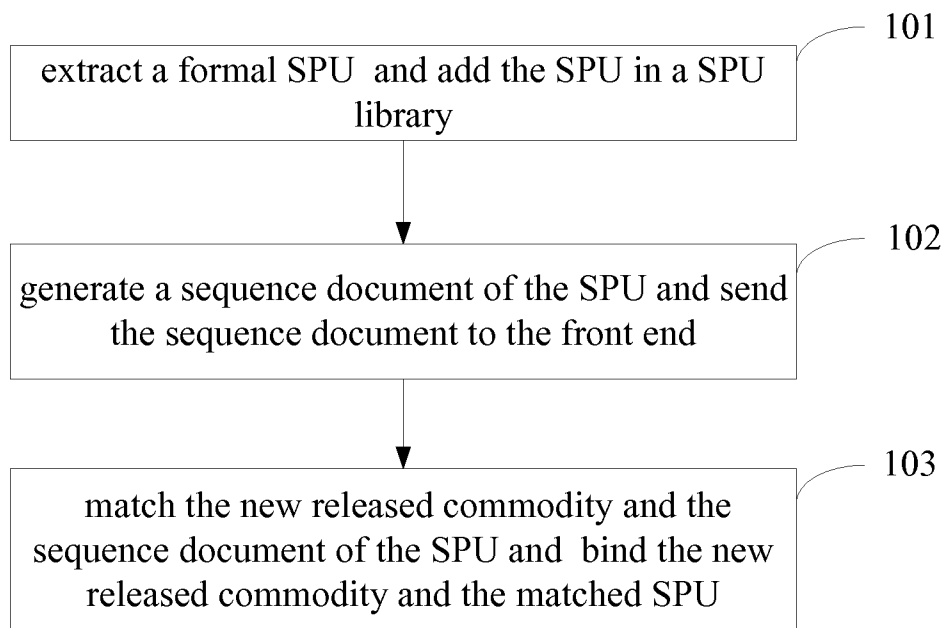 101
extract a formal SPU and add the SPU in a SPU
library
102
generate a sequence document of the SPU and send
the sequence document to the front end
103
match the new released commodity and the
sequence document of the SPU and bind the new
released commodity and the matched SPU